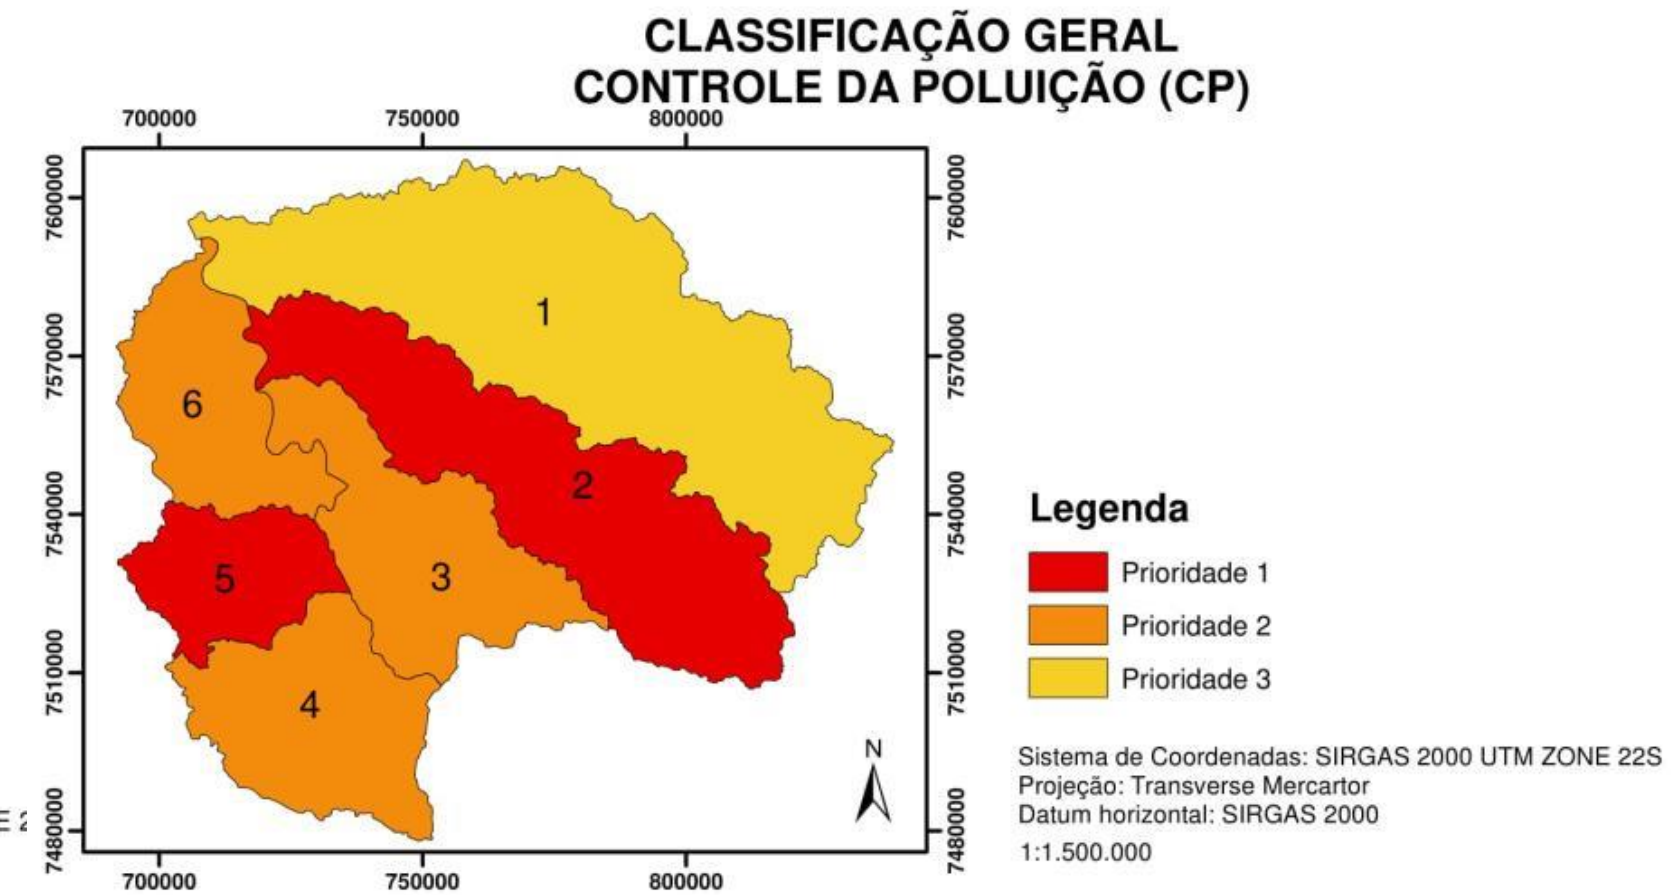 CLASSIFICAÇÃO GERAL
CONTROLE DA POLUIÇÃO (CP)
700000 750000 800000
7600000 7600000
7570000 7570000
7540000 7540000
7510000 7510000
7480000 7480000
1
6
2
5
3
4
N
700000 750000 800000
Legenda
Prioridade 1
Prioridade 2
Prioridade 3
Sistema de Coordenadas: SIRGAS 2000 UTM ZONE 22S
Projeção: Transverse Mercartor
Datum horizontal: SIRGAS 2000
1:1.500.000